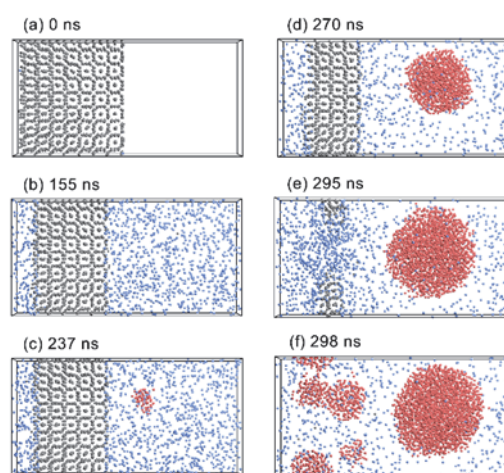 (a) 0 ns
(b) 155 ns
(c) 237 ns
(d) 270 ns
(e) 295 ns
(f) 298 ns